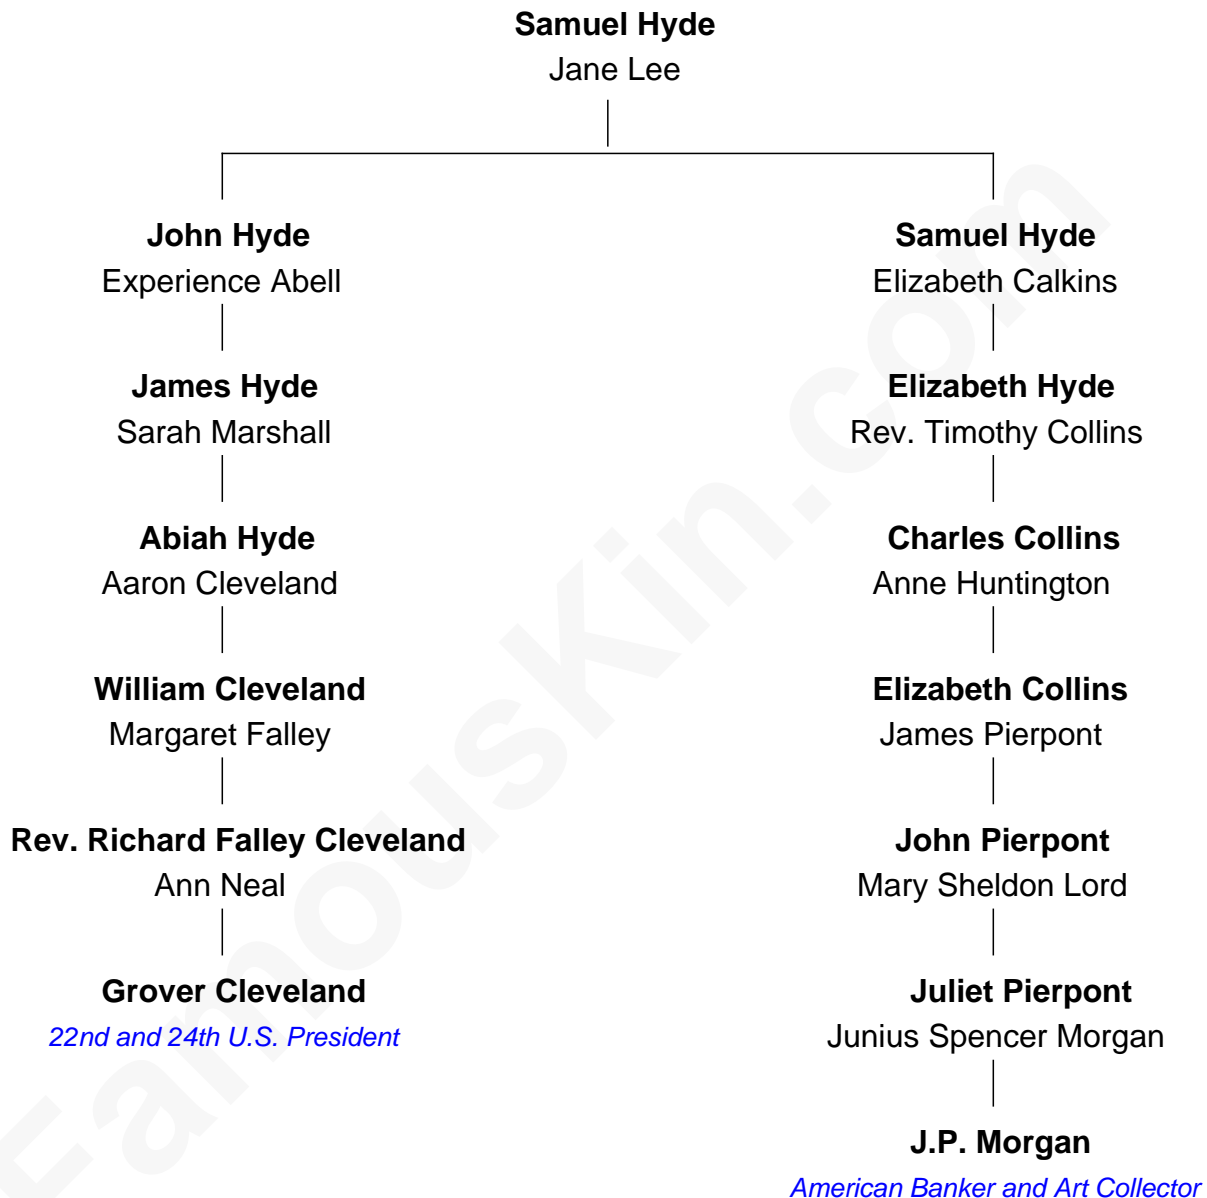 Samuel Hyde
Jane Lee
John Hyde
Experience Abell
Samuel Hyde
Elizabeth Calkins
James Hyde
Sarah Marshall
Elizabeth Hyde
Rev. Timothy Collins
Abiah Hyde
Aaron Cleveland
Charles Collins
Anne Huntington
William Cleveland
Margaret Falley
Elizabeth Collins
James Pierpont
Rev. Richard Falley Cleveland
Ann Neal
John Pierpont
Mary Sheldon Lord
Grover Cleveland
22nd and 24th U.S. President
Juliet Pierpont
Junius Spencer Morgan
J.P. Morgan
American Banker and Art Collector
FamousKin.com